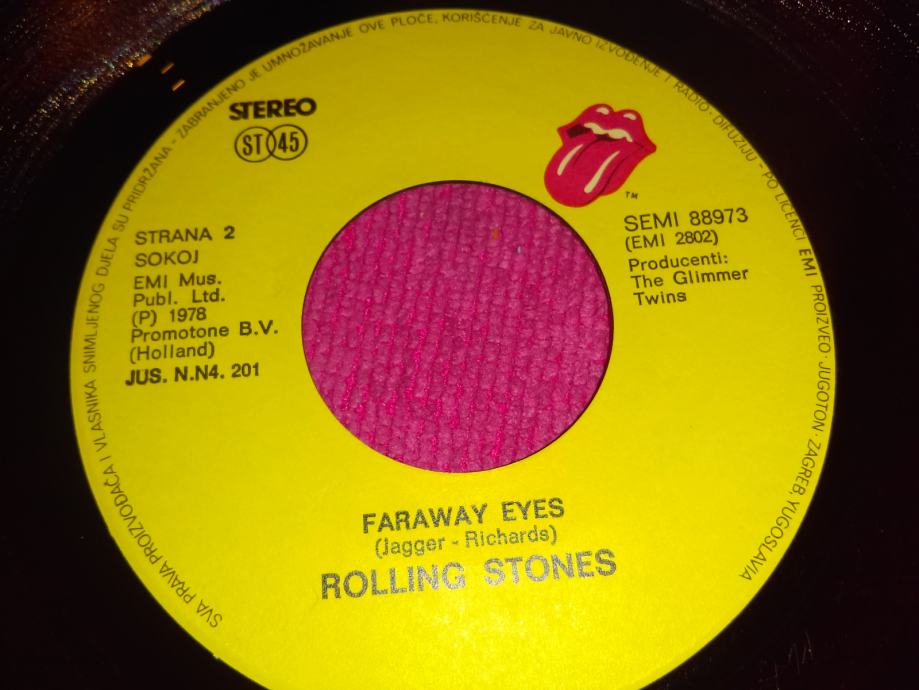 SVA PRAVA PROIZVOĐAČA I VLASNIKA SNIMLJENOG DJELA SU PRIDRŽANA - ZABRANJENO JE UMNOŽAVANJE OVE PLOČE, KORIŠĆENJE ZA JAVNO IZVOĐENJE I RADIO - DIFUZIJU - PO LICENCI EMI PROIZVEO · JUGOTON · ZAGREB, YUGOSLAVIA
STEREO
ST 45
TM
STRANA 2
SOKOJ
EMI Mus.
Publ. Ltd.
(P) 1978
Promotone B.V.
(Holland)
JUS. N.N4. 201
SEMI 88973
(EMI 2802)
Producenti:
The Glimmer
Twins
FARAWAY EYES
(Jagger - Richards)
ROLLING STONES